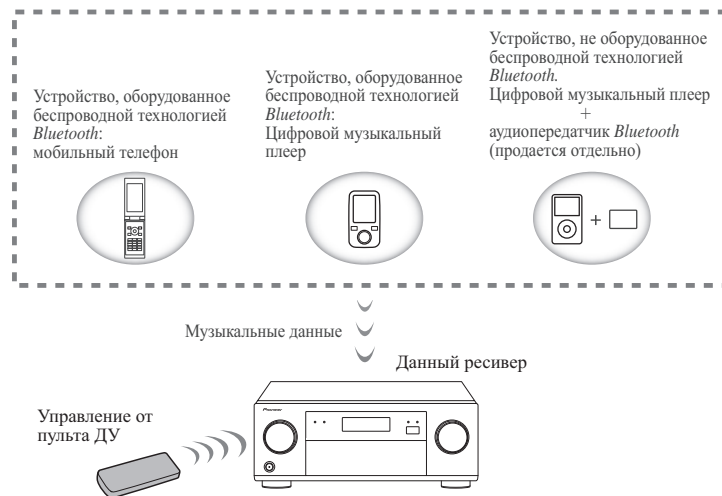 Устройство, оборудованное
беспроводной технологией
Bluetooth:
мобильный телефон
Устройство, оборудованное
беспроводной технологией
Bluetooth:
Цифровой музыкальный
плеер
Устройство, не оборудованное
беспроводной технологией
Bluetooth.
Цифровой музыкальный плеер
+
аудиопередатчик Bluetooth
(продается отдельно)
+
Музыкальные данные
Данный ресивер
Pioneer
Управление от
пульта ДУ